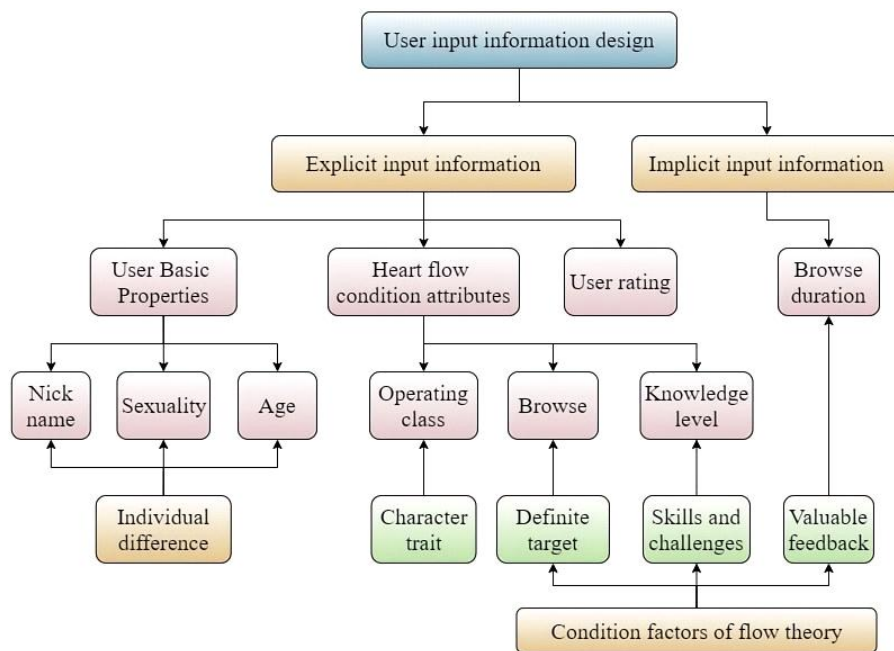 User input information design
Explicit input information
Implicit input information
User Basic
Properties
Heart flow
condition attributes
User rating
Browse
duration
Nick
name
Sexuality
Age
Operating
class
Browse
Knowledge
level
Individual
difference
Character
trait
Definite
target
Skills and
challenges
Valuable
feedback
Condition factors of flow theory